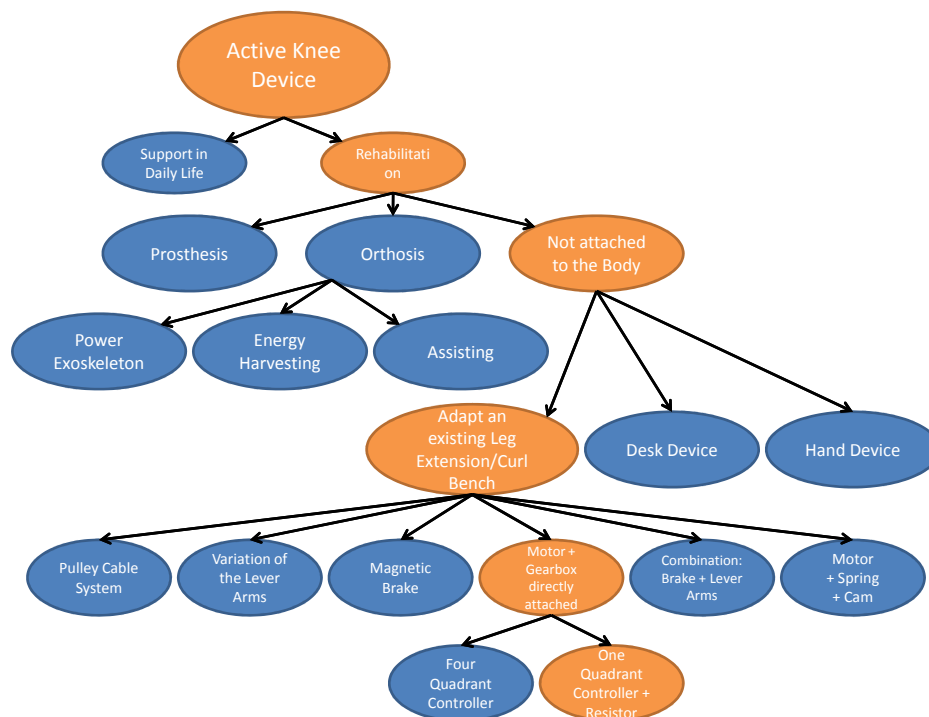 Active Knee
Device
Support in
Daily Life
Rehabilitati
on
Prosthesis
Orthosis
Not attached
to the Body
Power
Exoskeleton
Energy
Harvesting
Assisting
Adapt an
existing Leg
Extension/Curl
Bench
Desk Device
Hand Device
Pulley Cable
System
Variation of
the Lever
Arms
Magnetic
Brake
Motor +
Gearbox
directly
attached
Combination:
Brake + Lever
Arms
Motor
+ Spring
+ Cam
Four
Quadrant
Controller
One
Quadrant
Controller +
Resistor